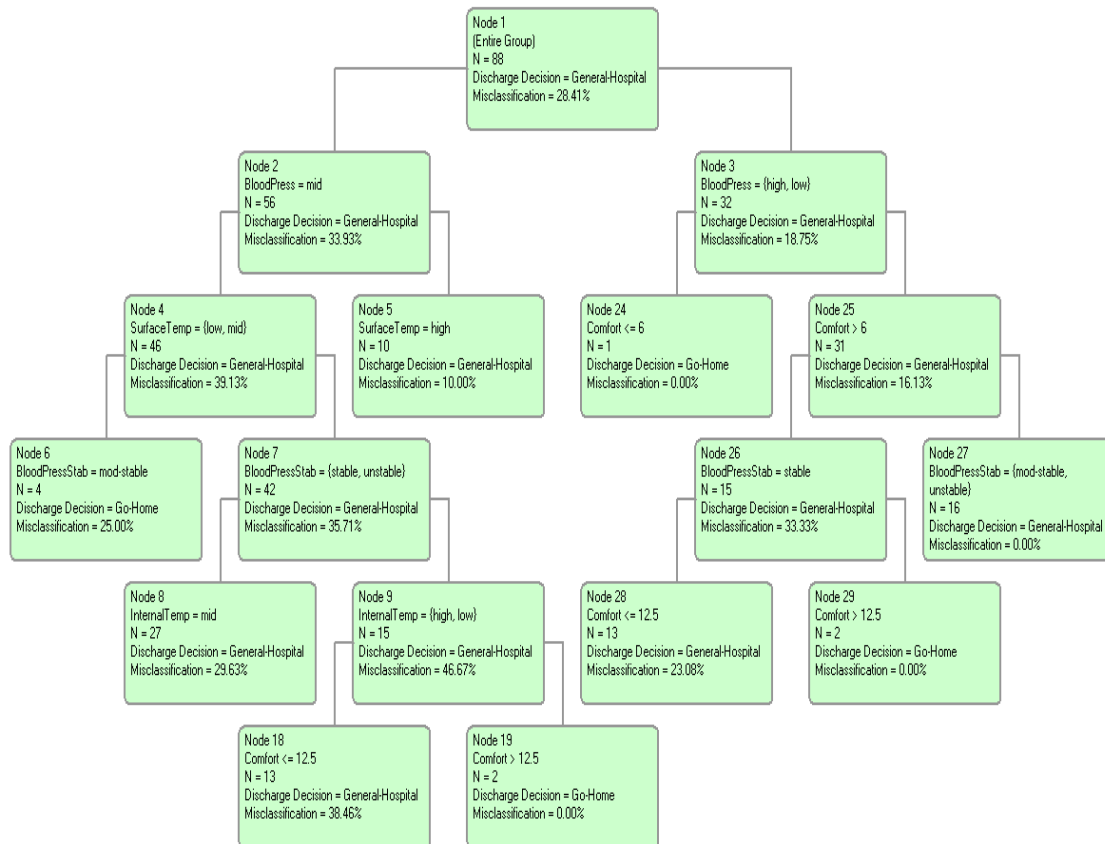 Node 1
(Entire Group)
N = 88
Discharge Decision = General-Hospital
Misclassification = 28.41%
Node 2
BloodPress = mid
N = 56
Discharge Decision = General-Hospital
Misclassification = 33.93%
Node 3
BloodPress = {high, low}
N = 32
Discharge Decision = General-Hospital
Misclassification = 18.75%
Node 4
SurfaceTemp = {low, mid}
N = 46
Discharge Decision = General-Hospital
Misclassification = 39.13%
Node 5
SurfaceTemp = high
N = 10
Discharge Decision = General-Hospital
Misclassification = 10.00%
Node 24
Comfort <= 6
N = 1
Discharge Decision = Go-Home
Misclassification = 0.00%
Node 25
Comfort > 6
N = 31
Discharge Decision = General-Hospital
Misclassification = 16.13%
Node 6
BloodPressStab = mod-stable
N = 4
Discharge Decision = Go-Home
Misclassification = 25.00%
Node 7
BloodPressStab = {stable, unstable}
N = 42
Discharge Decision = General-Hospital
Misclassification = 35.71%
Node 26
BloodPressStab = stable
N = 15
Discharge Decision = General-Hospital
Misclassification = 33.33%
Node 27
BloodPressStab = {mod-stable,
unstable}
N = 16
Discharge Decision = General-Hospital
Misclassification = 0.00%
Node 8
InternalTemp = mid
N = 27
Discharge Decision = General-Hospital
Misclassification = 29.63%
Node 9
InternalTemp = {high, low}
N = 15
Discharge Decision = General-Hospital
Misclassification = 46.67%
Node 28
Comfort <= 12.5
N = 13
Discharge Decision = General-Hospital
Misclassification = 23.08%
Node 29
Comfort > 12.5
N = 2
Discharge Decision = Go-Home
Misclassification = 0.00%
Node 18
Comfort <= 12.5
N = 13
Discharge Decision = General-Hospital
Misclassification = 38.46%
Node 19
Comfort > 12.5
N = 2
Discharge Decision = Go-Home
Misclassification = 0.00%